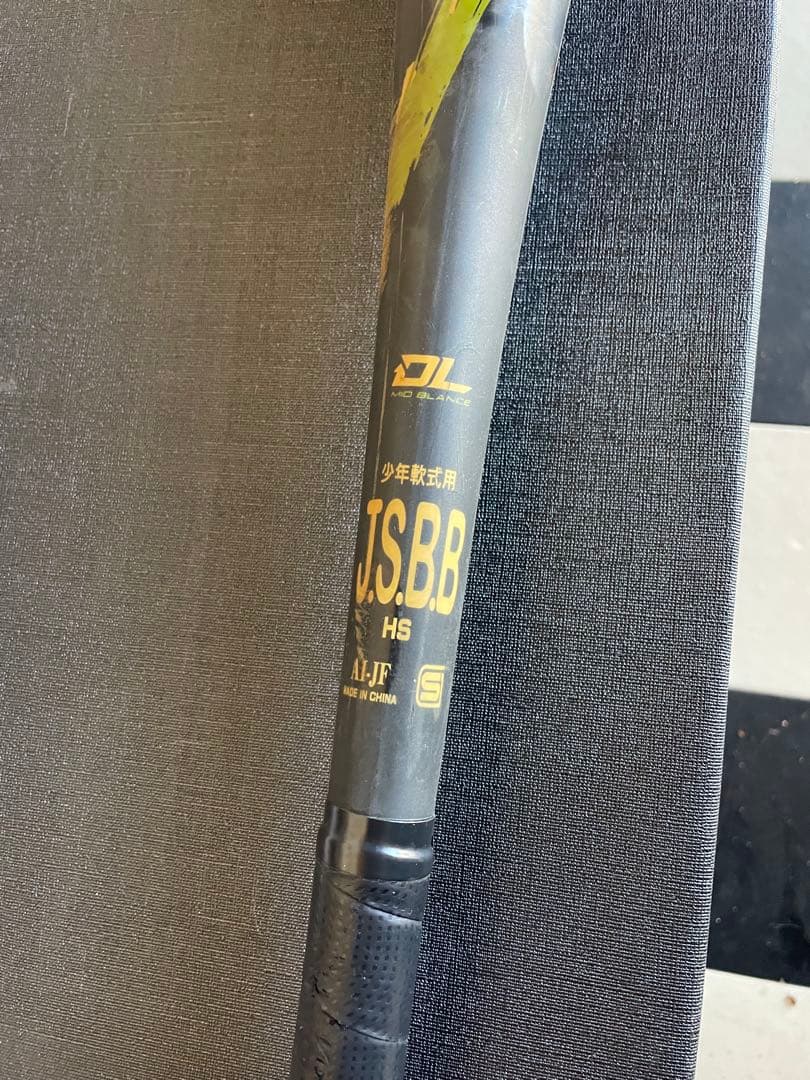 DL
MID BLANCE
少年軟式用
J.S.B.B
HS
AI-JF
MADE IN CHINA
S